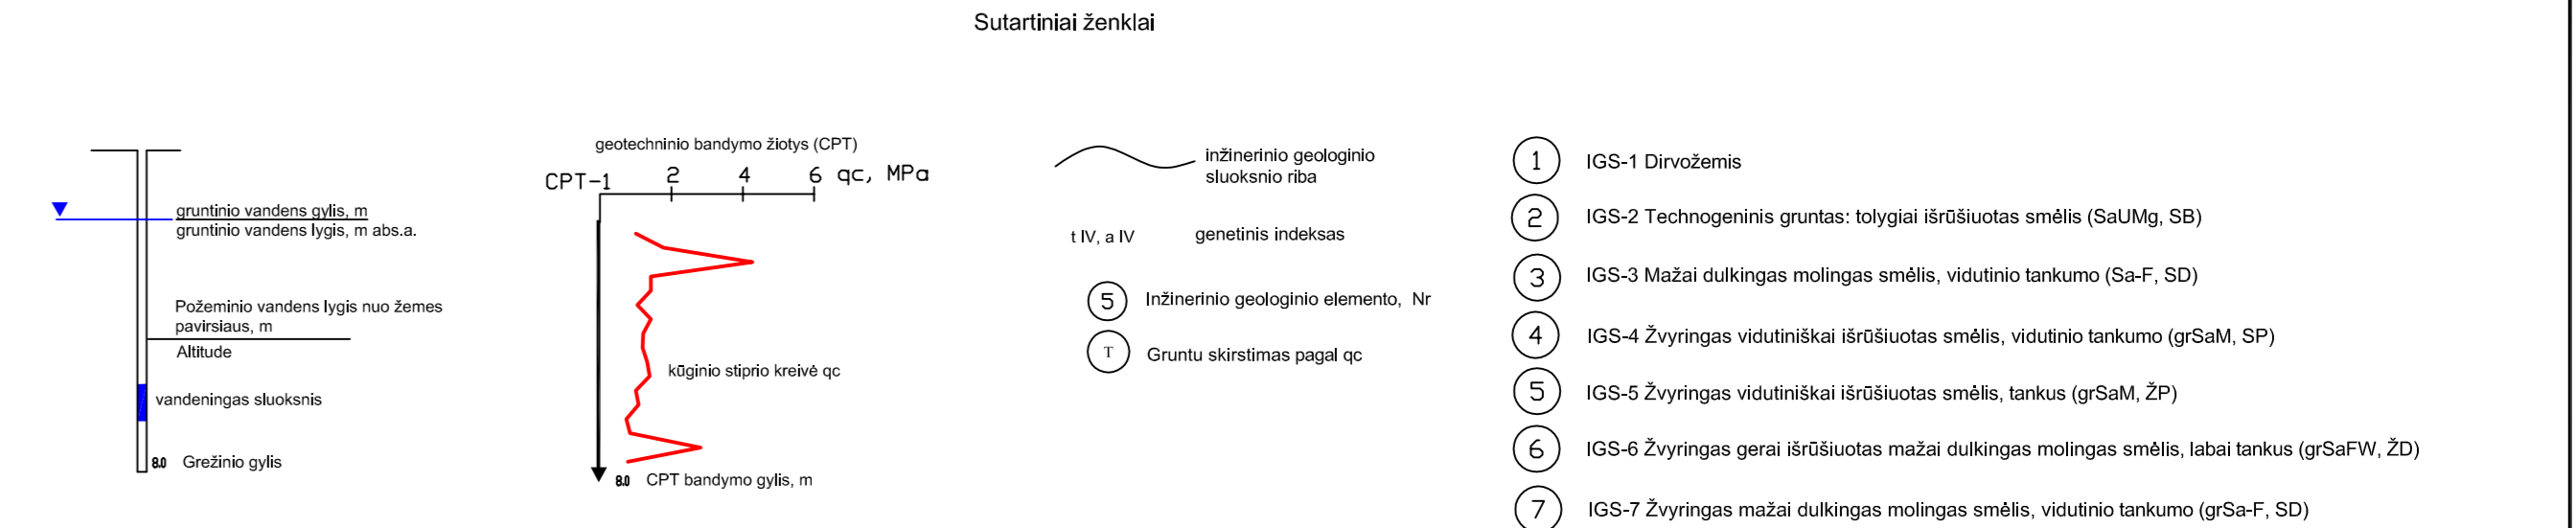 Sutartiniai ženklai
gruntinio vandens gylis, m
gruntinio vandens lygis, m abs.a.
Požeminio vandens lygis nuo žemes
pavirsiaus, m
Altitude
vandeningas sluoksnis
8.0 Grežinio gylis
geotechninio bandymo žiotys (CPT)
CPT-1 2 4 6 qc, MPa
kūginio stiprio kreivė qc
8.0 CPT bandymo gylis, m
inžinerinio geologinio
sluoksnio riba
t IV, a IV genetinis indeksas
5 Inžinerinio geologinio elemento, Nr
T Gruntu skirstimas pagal qc
1 IGS-1 Dirvožemis
2 IGS-2 Technogeninis gruntas: tolygiai išrūšiuotas smėlis (SaUMg, SB)
3 IGS-3 Mažai dulkingas molingas smėlis, vidutinio tankumo (Sa-F, SD)
4 IGS-4 Žvyringas vidutiniškai išrūšiuotas smėlis, vidutinio tankumo (grSaM, SP)
5 IGS-5 Žvyringas vidutiniškai išrūšiuotas smėlis, tankus (grSaM, ŽP)
6 IGS-6 Žvyringas gerai išrūšiuotas mažai dulkingas molingas smėlis, labai tankus (grSaFW, ŽD)
7 IGS-7 Žvyringas mažai dulkingas molingas smėlis, vidutinio tankumo (grSa-F, SD)